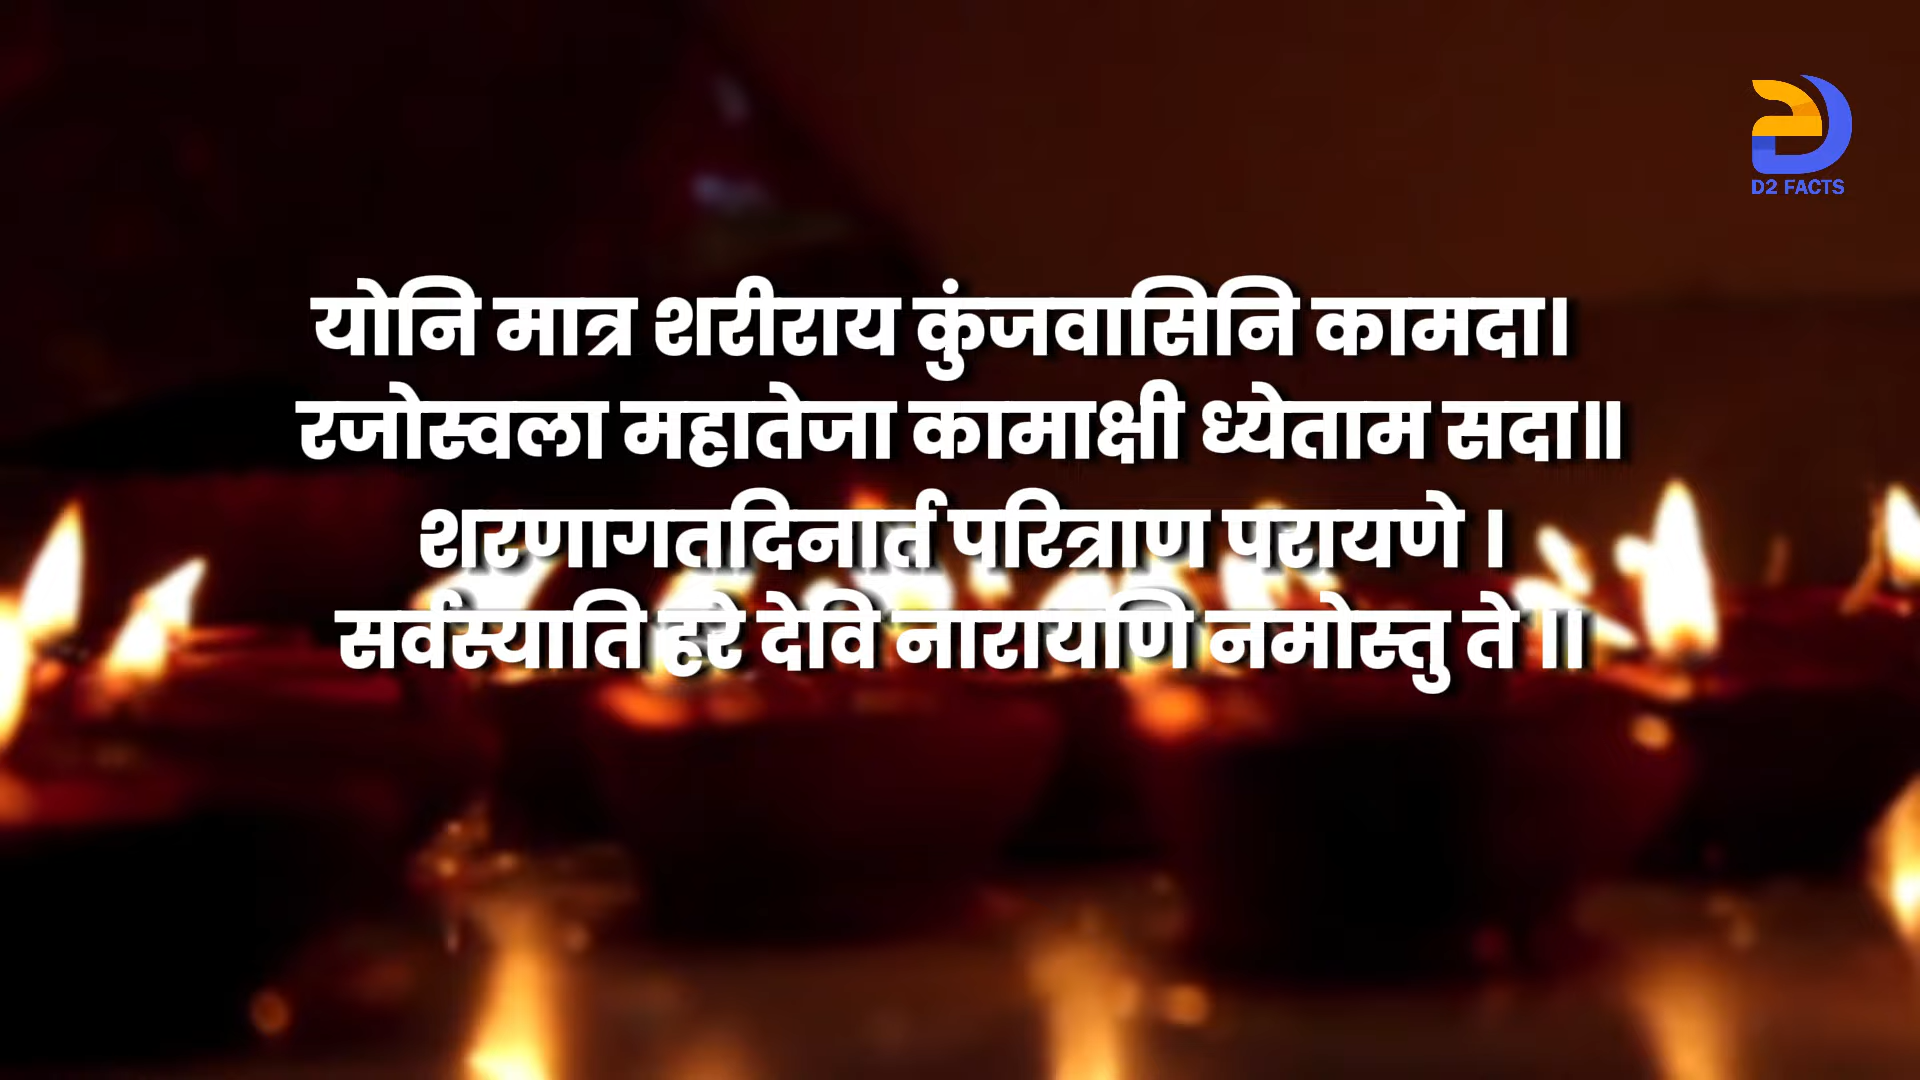 D2 FACTS
योनि मात्र शरीराय कुंजवासिनि कामदा।
रजोस्वला महातेजा कामाक्षी ध्येताम सदा॥
शरणागतदिनार्त परित्राण परायणे ।
सर्वस्याति हरे देवि नारायणि नमोस्तु ते ॥